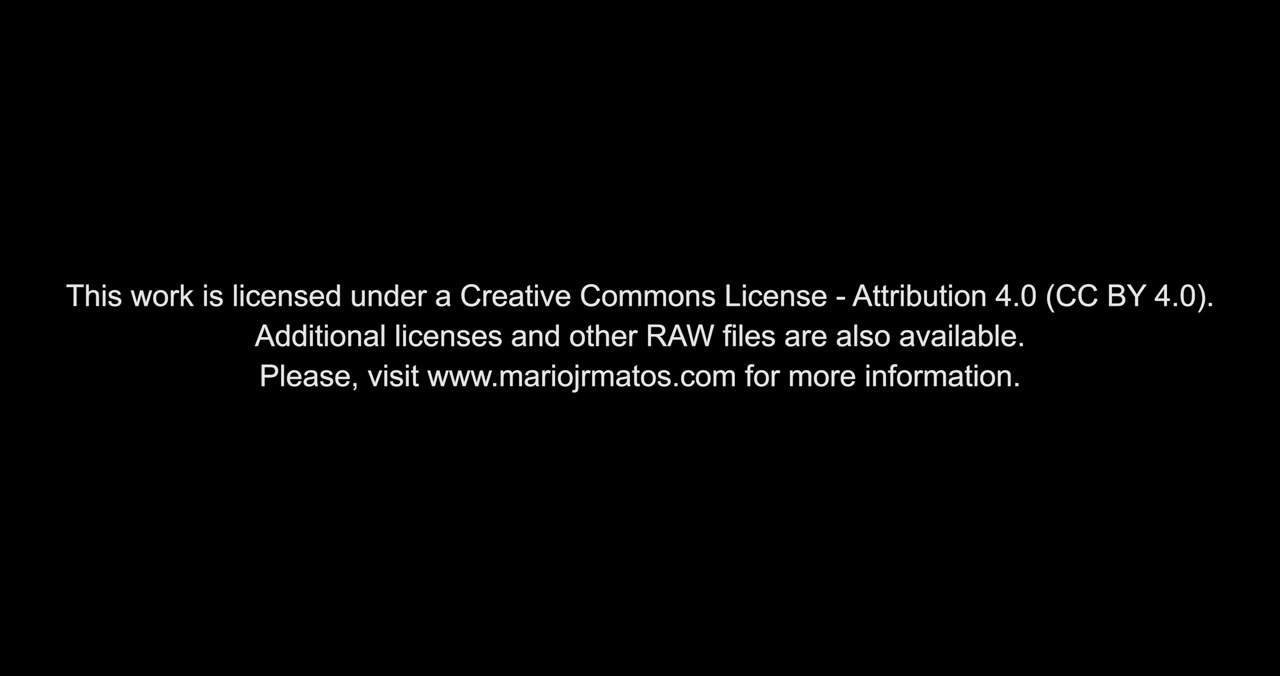 This work is licensed under a Creative Commons License - Attribution 4.0 (CC BY 4.0).
Additional licenses and other RAW files are also available.
Please, visit www.mariojrmatos.com for more information.